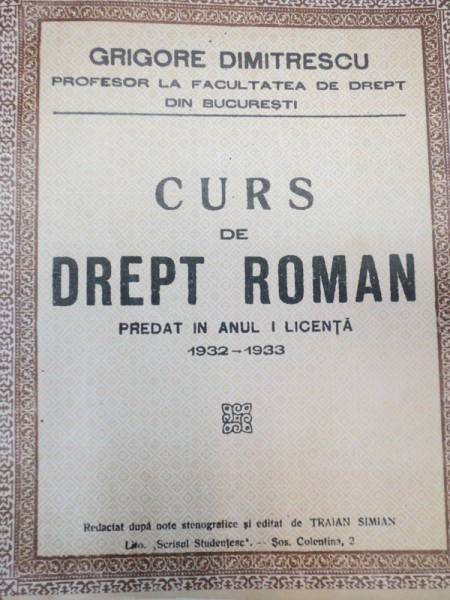 GRIGORE DIMITRESCU
PROFESOR LA FACULTATEA DE DREPT
DIN BUCUREȘTI
CURS
DE
DREPT ROMAN
PREDAT IN ANUL I LICENȚĂ
1932-1933
Redactat după note stenografice și editat de TRAIAN SIMIAN
Lito. „Scrisul Studențesc". — Șos. Colentina, 2